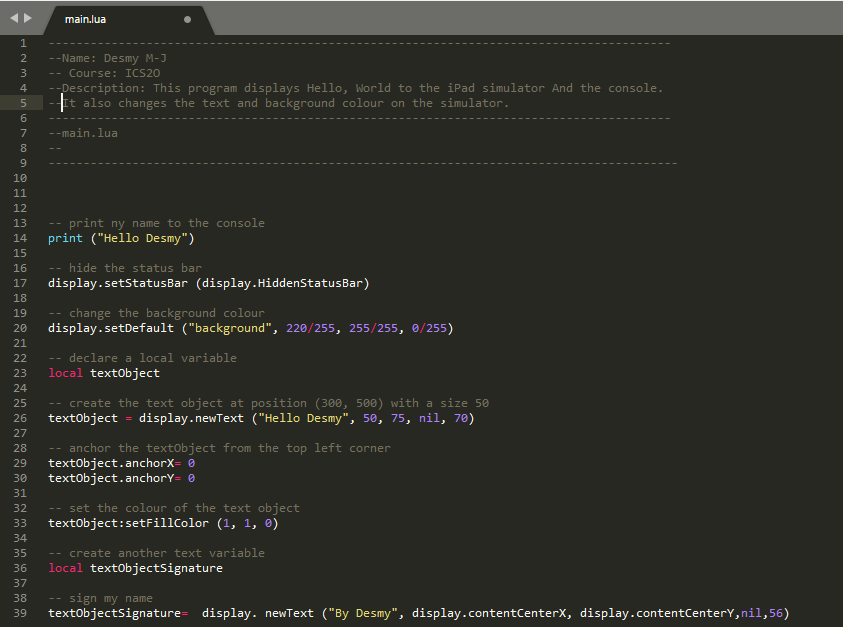 main.lua
1 -----------------------------------------------------------------------------------------
2 --Name: Desmy M-J
3 -- Course: ICS2O
4 --Description: This program displays Hello, World to the iPad simulator And the console.
5 --It also changes the text and background colour on the simulator.
6 -----------------------------------------------------------------------------------------
7 --main.lua
8 --
9 ------------------------------------------------------------------------------------------
10
11
12
13 -- print ny name to the console
14 print ("Hello Desmy")
15
16 -- hide the status bar
17 display.setStatusBar (display.HiddenStatusBar)
18
19 -- change the background colour
20 display.setDefault ("background", 220/255, 255/255, 0/255)
21
22 -- declare a local variable
23 local textObject
24
25 -- create the text object at position (300, 500) with a size 50
26 textObject = display.newText ("Hello Desmy", 50, 75, nil, 70)
27
28 -- anchor the textObject from the top left corner
29 textObject.anchorX= 0
30 textObject.anchorY= 0
31
32 -- set the colour of the text object
33 textObject:setFillColor (1, 1, 0)
34
35 -- create another text variable
36 local textObjectSignature
37
38 -- sign my name
39 textObjectSignature=  display. newText ("By Desmy", display.contentCenterX, display.contentCenterY,nil,56)